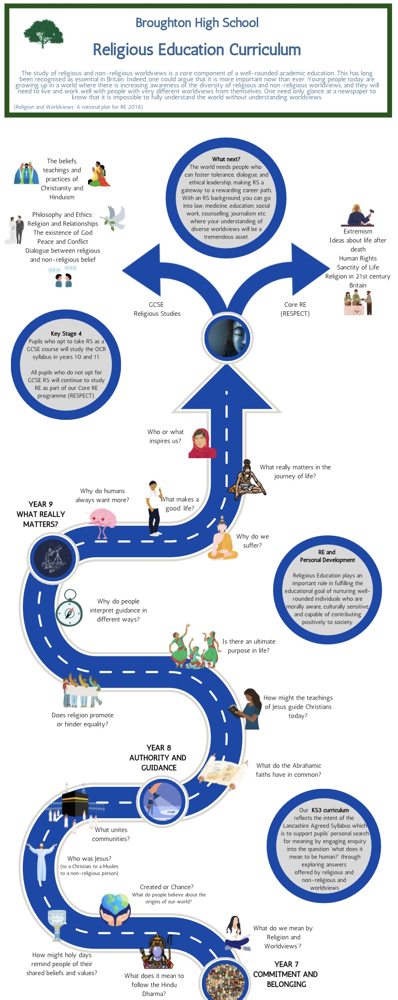 Broughton High School
Religious Education Curriculum
The study of religious and non-religious worldviews is a core component of a well-rounded academic education. This has long
been recognised as essential in Britain. Indeed, one could argue that it is more important now than ever. Young people today are
growing up in a world where there is increasing awareness of the diversity of religious and non-religious worldviews, and they will
need to live and work well with people with very different worldviews from themselves. One need only glance at a newspaper to
know that it is impossible to fully understand the world without understanding worldviews.
(Religion and Worldviews: A national plan for RE 2018)
The beliefs,
teachings and
practices of
Christianity and
Hinduism
Philosophy and Ethics:
Religion and Relationships
The existence of God
Peace and Conflict
Dialogue between religious
and non-religious belief
What next?
The world needs people who
can foster tolerance, dialogue, and
ethical leadership, making RS a
gateway to a rewarding career path.
With an RS background, you can go
into law, medicine, education, social
work, counselling, journalism etc.
where your understanding of
diverse worldviews will be a
tremendous asset.
Extremism
Ideas about life after
death
Human Rights
Sanctity of Life
Religion in 21st century
Britain
GCSE
Religious Studies
Core RE
(RESPECT)
Key Stage 4
Pupils who opt to take RS as a
GCSE course will study the OCR
syllabus in years 10 and 11.
All pupils who do not opt for
GCSE RS will continue to study
RE as part of our Core RE
programme (RESPECT).
Who or what
inspires us?
What really matters in the
journey of life?
Why do humans
always want more?
What makes a
'good' life?
YEAR 9
WHAT REALLY
MATTERS?
Why do we
suffer?
RE and
Personal Development
Religious Education plays an
important role in fulfilling the
educational goal of nurturing well-
rounded individuals who are
morally aware, culturally sensitive,
and capable of contributing
positively to society.
N
E
S
W
Why do people
interpret guidance in
different ways?
Is there an ultimate
purpose in life?
Does religion promote
or hinder equality?
How might the teachings
of Jesus guide Christians
today?
YEAR 8
AUTHORITY AND
GUIDANCE
What do the Abrahamic
faiths have in common?
What unites
communities?
Our KS3 curriculum
reflects the intent of the
Lancashire Agreed Syllabus which
is to support pupils' personal search
for meaning by engaging enquiry
into the question 'what does it
mean to be human?' through
exploring answers
offered by religious and
non-religious and
worldviews.
Who was Jesus?
(to a Christian, to a Muslim,
to a non-religious person)
Created or Chance?
What do people believe about the
origins of our world?
How might holy days
remind people of their
shared beliefs and values?
What does it mean to
follow the Hindu
Dharma?
What do we mean by
'Religion and
Worldviews'?
YEAR 7
COMMITMENT AND
BELONGING